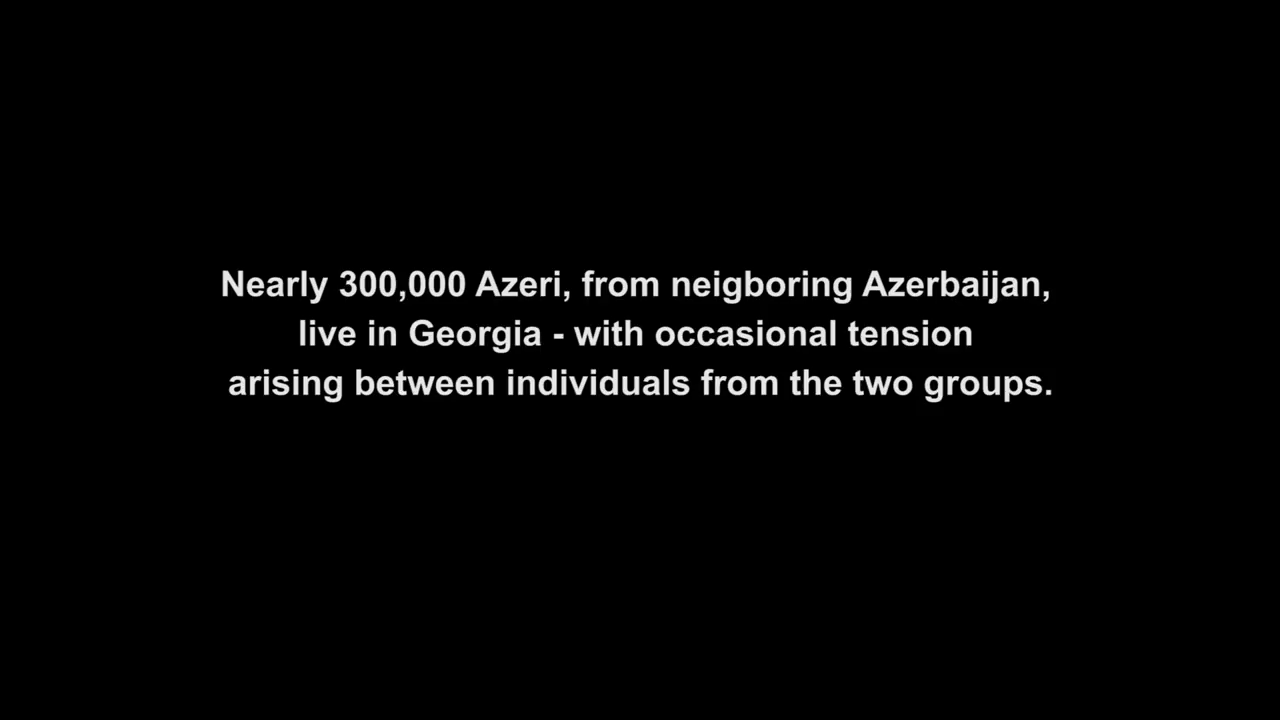 Nearly 300,000 Azeri, from neigboring Azerbaijan,
live in Georgia - with occasional tension
arising between individuals from the two groups.